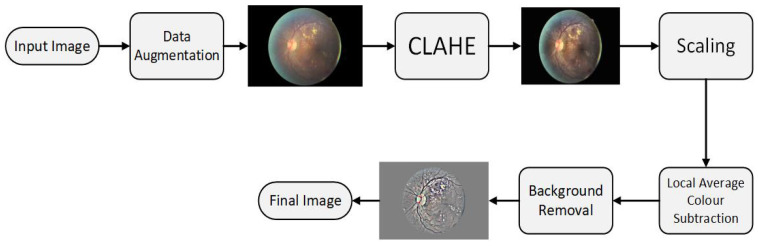 Input Image
Data
Augmentation
CLAHE
Scaling
Local Average
Colour
Subtraction
Background
Removal
Final Image